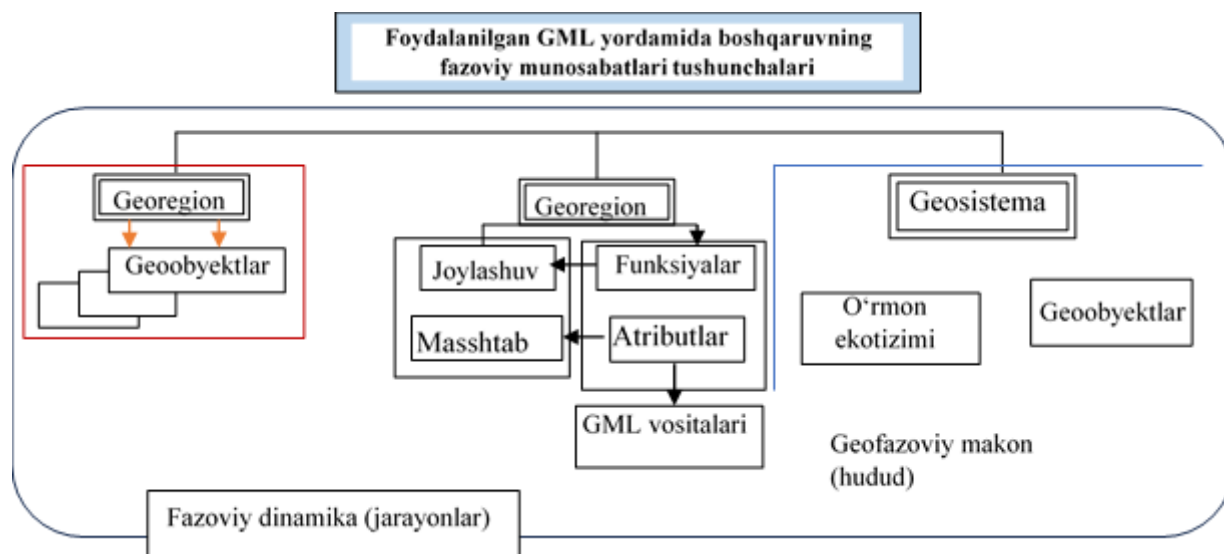 Foydalanilgan GML yordamida boshqaruvning
fazoviy munosabatlari tushunchalari
Georegion
Geoobyektlar
Georegion
Joylashuv
Funksiyalar
Masshtab
Atributlar
GML vositalari
Geosistema
O‘rmon
ekotizimi
Geoobyektlar
Geofazoviy makon
(hudud)
Fazoviy dinamika (jarayonlar)